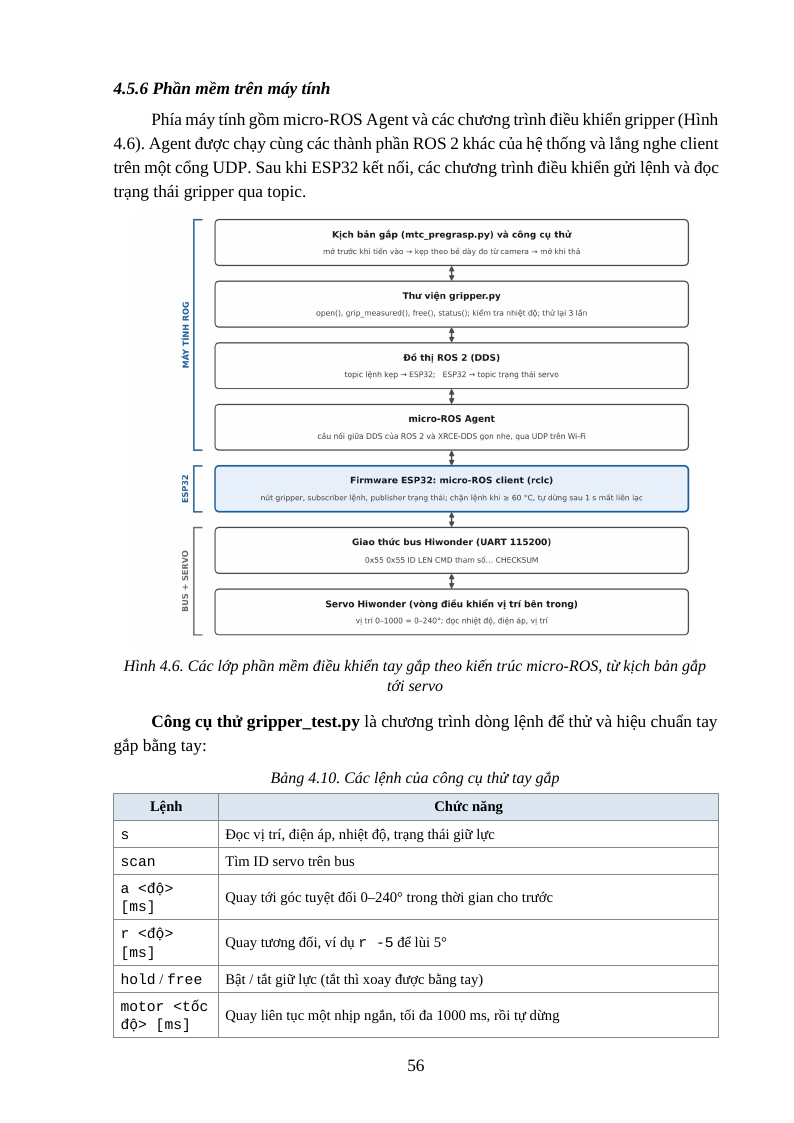 4.5.6 Phần mềm trên máy tính
Phía máy tính gồm micro-ROS Agent và các chương trình điều khiển gripper (Hình
4.6). Agent được chạy cùng các thành phần ROS 2 khác của hệ thống và lắng nghe client
trên một cổng UDP. Sau khi ESP32 kết nối, các chương trình điều khiển gửi lệnh và đọc
trạng thái gripper qua topic.
MÁY TÍNH ROG
Kịch bản gắp (mtc_pregrasp.py) và công cụ thử
mở trước khi tiến vào → kẹp theo bề dày đo từ camera → mở khi thả
Thư viện gripper.py
open(), grip_measured(), free(), status(); kiểm tra nhiệt độ; thử lại 3 lần
Đồ thị ROS 2 (DDS)
topic lệnh kẹp → ESP32; ESP32 → topic trạng thái servo
micro-ROS Agent
cầu nối giữa DDS của ROS 2 và XRCE-DDS gọn nhẹ, qua UDP trên Wi-Fi
ESP32
Firmware ESP32: micro-ROS client (rclc)
nút gripper, subscriber lệnh, publisher trạng thái; chặn lệnh khi ≥ 60 °C, tự dừng sau 1 s mất liên lạc
BUS + SERVO
Giao thức bus Hiwonder (UART 115200)
0x55 0x55 ID LEN CMD tham số... CHECKSUM
Servo Hiwonder (vòng điều khiển vị trí bên trong)
vị trí 0–1000 = 0–240°; đọc nhiệt độ, điện áp, vị trí
Hình 4.6. Các lớp phần mềm điều khiển tay gắp theo kiến trúc micro-ROS, từ kịch bản gắp
tới servo
Công cụ thử gripper_test.py là chương trình dòng lệnh để thử và hiệu chuẩn tay
gắp bằng tay:
Bảng 4.10. Các lệnh của công cụ thử tay gắp
Lệnh Chức năng
s Đọc vị trí, điện áp, nhiệt độ, trạng thái giữ lực
scan Tìm ID servo trên bus
a <độ>
[ms] Quay tới góc tuyệt đối 0–240° trong thời gian cho trước
r <độ>
[ms] Quay tương đối, ví dụ r -5 để lùi 5°
hold / free Bật / tắt giữ lực (tắt thì xoay được bằng tay)
motor <tốc
độ> [ms] Quay liên tục một nhịp ngắn, tối đa 1000 ms, rồi tự dừng
56